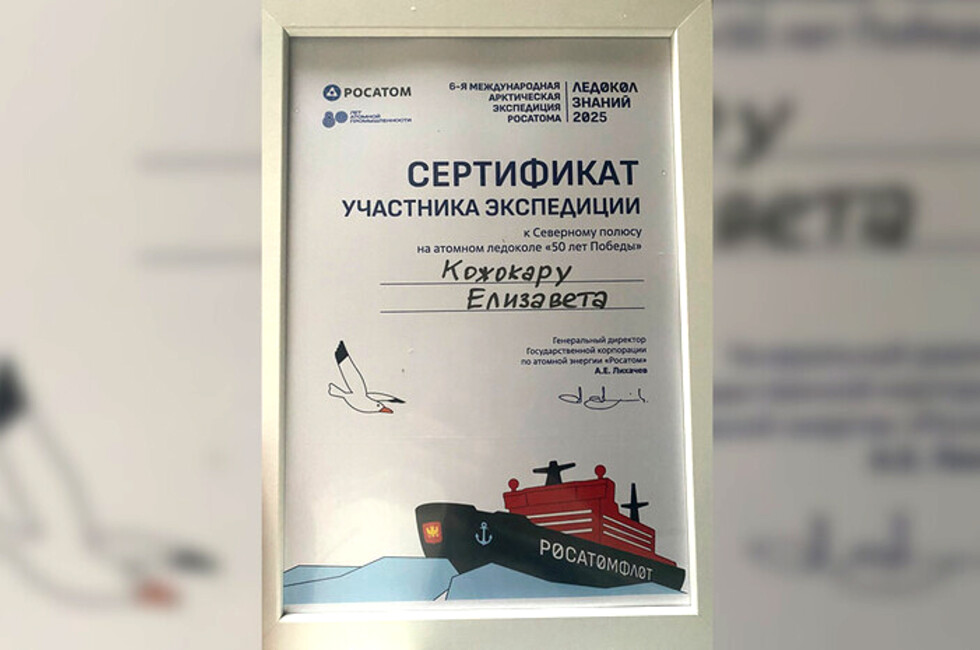 РОСАТОМ
80 ЛЕТ
АТОМНОЙ
ПРОМЫШЛЕННОСТИ
6-Я МЕЖДУНАРОДНАЯ
АРКТИЧЕСКАЯ
ЭКСПЕДИЦИЯ
РОСАТОМА
ЛЕДОКОЛ
ЗНАНИЙ
2025
СЕРТИФИКАТ
УЧАСТНИКА ЭКСПЕДИЦИИ
к Северному полюсу
на атомном ледоколе «50 лет Победы»
Кожокару
Елизавета
Генеральный директор
Государственной корпорации
по атомной энергии «Росатом»
А.Е. Лихачев
РОСАТОМФЛОТ